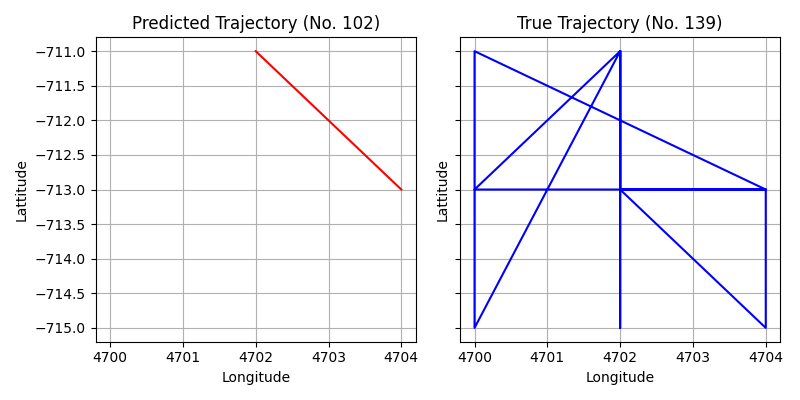 Predicted Trajectory (No. 102)
−711.0
−711.5
−712.0
−712.5
−713.0
−713.5
−714.0
−714.5
−715.0
Lattitude
4700 4701 4702 4703 4704
Longitude
True Trajectory (No. 139)
Lattitude
4700 4701 4702 4703 4704
Longitude